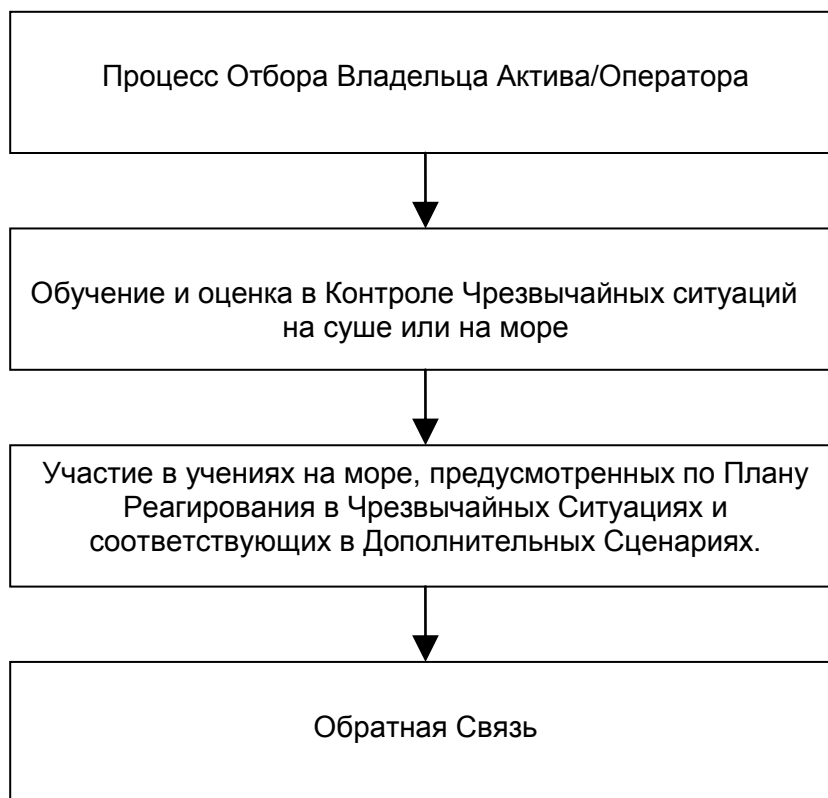 Процесс Отбора Владельца Актива/Оператора
Обучение и оценка в Контроле Чрезвычайных ситуаций
на суше или на море
Участие в учениях на море, предусмотренных по Плану
Реагирования в Чрезвычайных Ситуациях и
соответствующих в Дополнительных Сценариях.
Обратная Связь